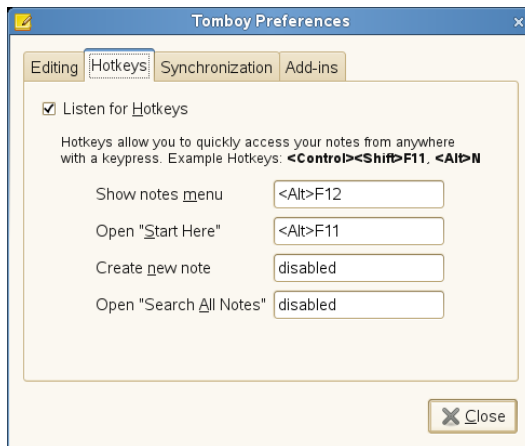 Tomboy Preferences
Editing Hotkeys Synchronization Add-ins
Listen for Hotkeys
Hotkeys allow you to quickly access your notes from anywhere
with a keypress. Example Hotkeys: <Control><Shift>F11, <Alt>N
Show notes menu <Alt>F12
Open "Start Here" <Alt>F11
Create new note disabled
Open "Search All Notes" disabled
Close